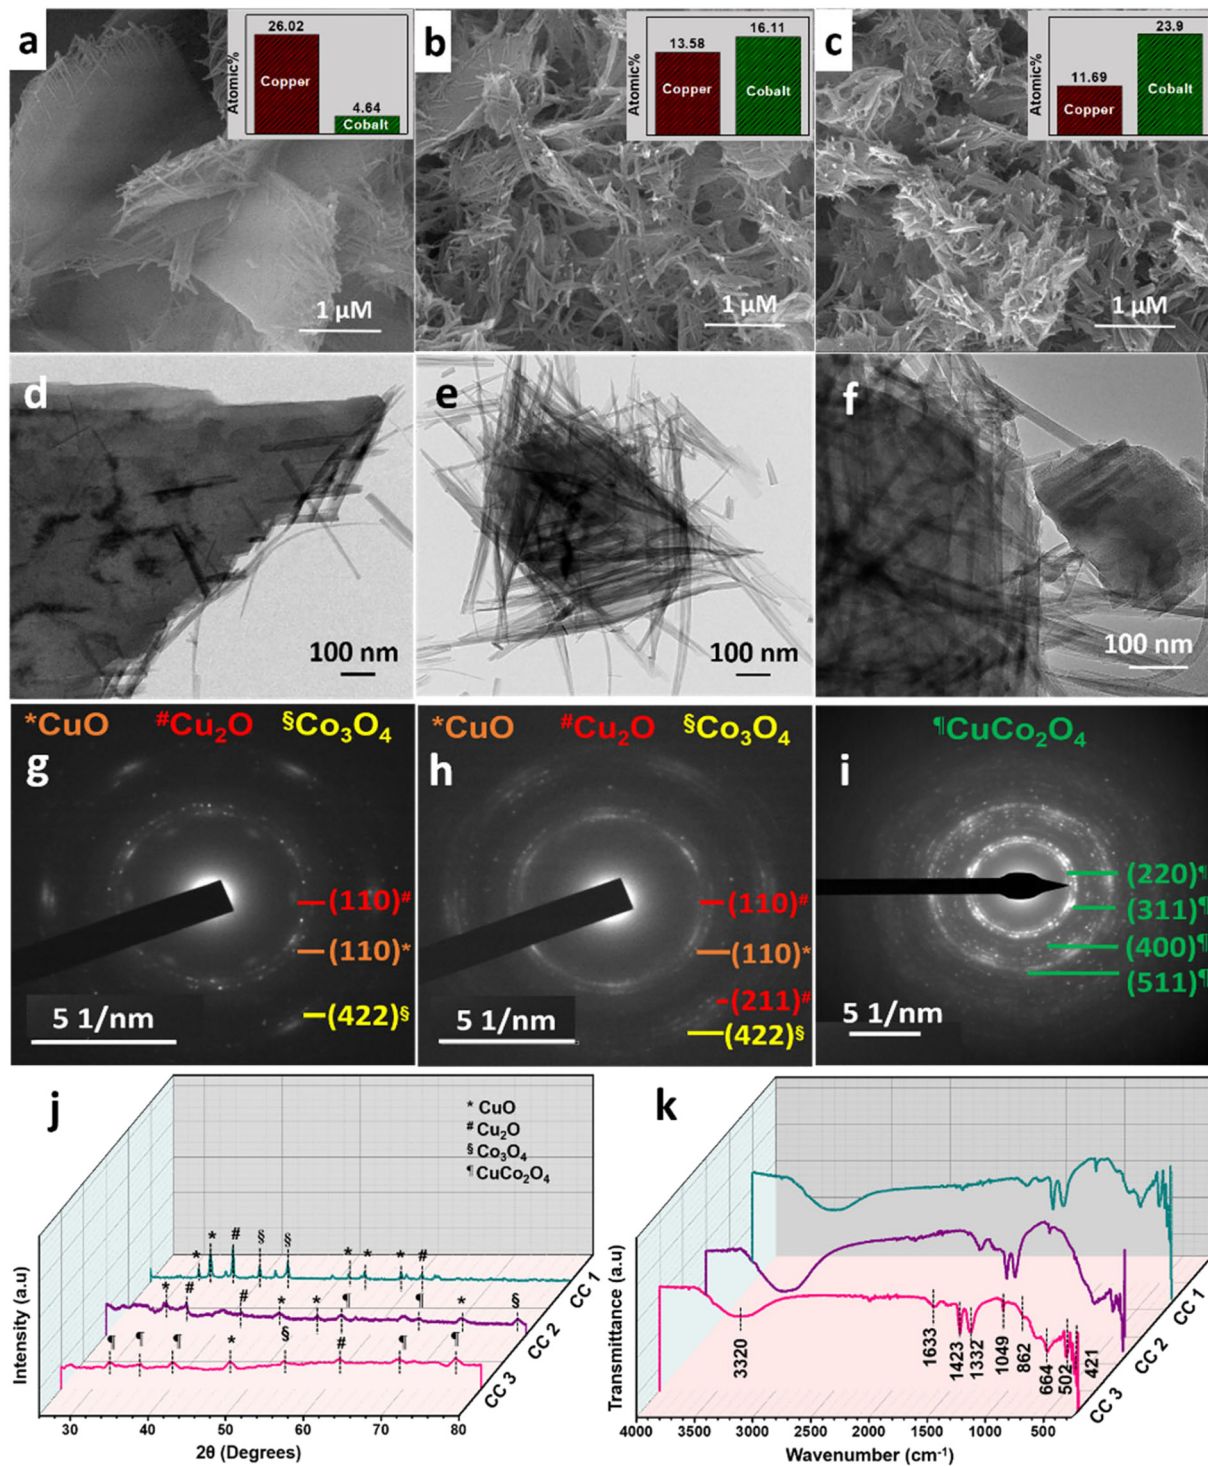 a
26.02
Atomic%
Copper
4.64
Cobalt
1 µM
b
16.11
13.58
Atomic%
Copper
Cobalt
1 µM
c
23.9
11.69
Atomic%
Copper
Cobalt
1 µM
d
100 nm
e
100 nm
f
100 nm
*CuO #Cu₂O §Co₃O₄
g
(110)#
(110)*
(422)§
5 1/nm
*CuO #Cu₂O §Co₃O₄
h
(110)#
(110)*
(211)#
(422)§
5 1/nm
¶CuCo₂O₄
i
(220)¶
(311)¶
(400)¶
(511)¶
5 1/nm
j
* CuO
# Cu₂O
§ Co₃O₄
¶ CuCo₂O₄
* * # § § * * * #
CC 1
* # # * * ¶ ¶ * §
CC 2
¶ ¶ ¶ * § # ¶ ¶
CC 3
Intensity (a.u)
30 40 50 60 70 80
2θ (Degrees)
k
CC 1
CC 2
CC 3
Transmittance (a.u)
3320
1633
1423
1332
1049
862
664
502
421
4000 3500 3000 2500 2000 1500 1000 500
Wavenumber (cm⁻¹)